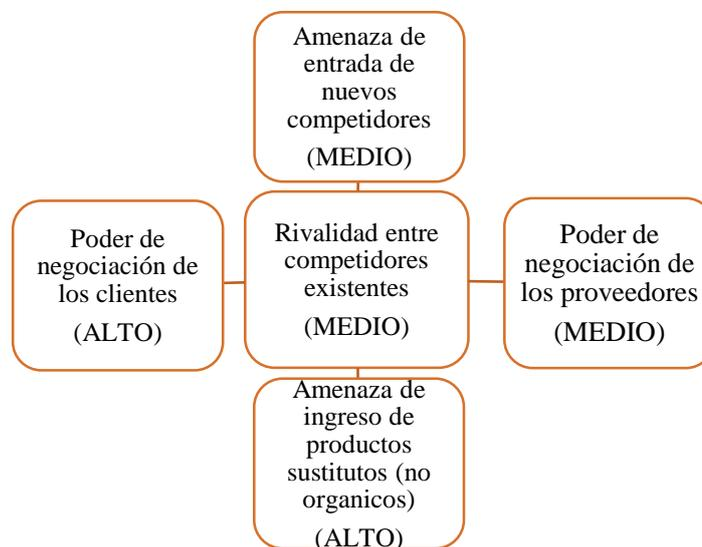 Amenaza de
entrada de
nuevos
competidores
(MEDIO)
Poder de
negociación de
los clientes
(ALTO)
Rivalidad entre
competidores
existentes
(MEDIO)
Poder de
negociación de
los proveedores
(MEDIO)
Amenaza de
ingreso de
productos
sustitutos (no
organicos)
(ALTO)